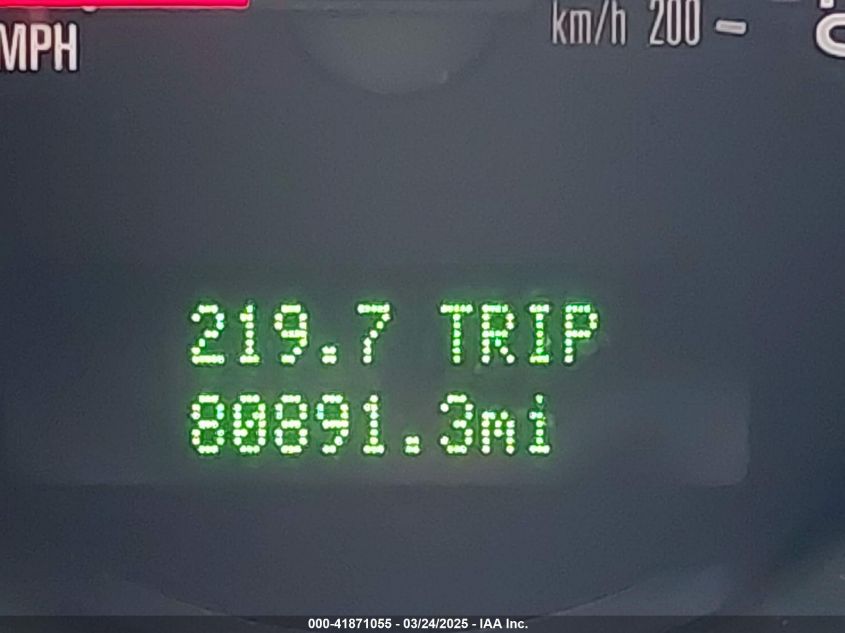 MPH
km/h 200
219.7 TRIP
80891.3mi
000-41871055 - 03/24/2025 - IAA Inc.